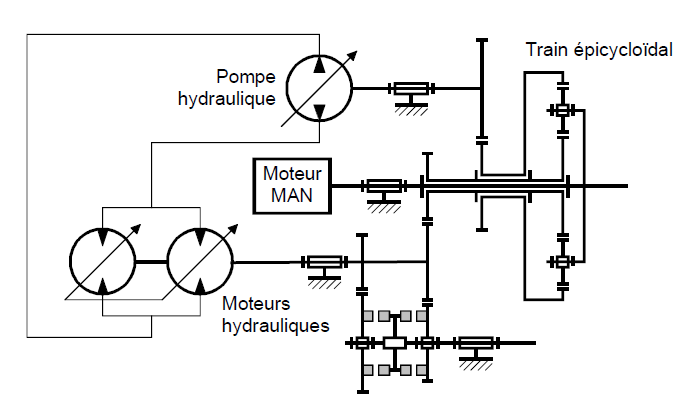 Train épicycloïdal
Pompe
hydraulique
Moteur
MAN
Moteurs
hydrauliques